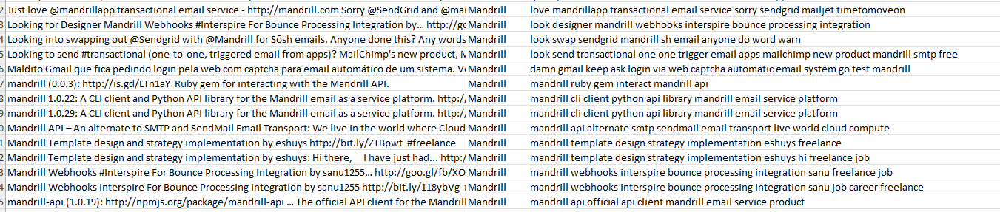 2 Just love @mandrillapp transactional email service - http://mandrill.com Sorry @SendGrid and @mai Mandrill love mandrillapp transactional email service sorry sendgrid mailjet timetomoveon
3 Looking for Designer Mandrill Webhooks #Interspire For Bounce Processing Integration by... http://go Mandrill look designer mandrill webhooks interspire bounce processing integration
4 Looking into swapping out @Sendgrid with @Mandrill for Sōsh emails. Anyone done this? Any words Mandrill look swap sendgrid mandrill sh email anyone do word warn
5 Looking to send #transactional (one-to-one, triggered email from apps)? MailChimp's new product, M Mandrill look send transactional one one trigger email apps mailchimp new product mandrill smtp free
6 Maldito Gmail que fica pedindo login pela web com captcha para email automático de um sistema. Vo Mandrill damn gmail keep ask login via web captcha automatic email system go test mandrill
7 mandrill (0.0.3): http://is.gd/LTn1aY Ruby gem for interacting with the Mandrill API. Mandrill mandrill ruby gem interact mandrill api
8 mandrill 1.0.22: A CLI client and Python API library for the Mandrill email as a service platform. http:/ Mandrill mandrill cli client python api library mandrill email service platform
9 mandrill 1.0.29: A CLI client and Python API library for the Mandrill email as a service platform. http:/ Mandrill mandrill cli client python api library mandrill email service platform
0 Mandrill API – An alternate to SMTP and SendMail Email Transport: We live in the world where Cloud Mandrill mandrill api alternate smtp sendmail email transport live world cloud compute
1 Mandrill Template design and strategy implementation by eshuys http://bit.ly/ZTBpwt #freelance Mandrill mandrill template design strategy implementation eshuys freelance
2 Mandrill Template design and strategy implementation by eshuys: Hi there, I have just had... http:/ Mandrill mandrill template design strategy implementation eshuys hi freelance job
3 Mandrill Webhooks #Interspire For Bounce Processing Integration by sanu1255... http://goo.gl/fb/XO Mandrill mandrill webhooks interspire bounce processing integration sanu freelance job
4 Mandrill Webhooks Interspire For Bounce Processing Integration by sanu1255 http://bit.ly/118ybVg Mandrill mandrill webhooks interspire bounce processing integration sanu job career freelance
5 mandrill-api (1.0.19): http://npmjs.org/package/mandrill-api ... The official API client for the Mandril Mandrill mandrill api official api client mandrill email service product